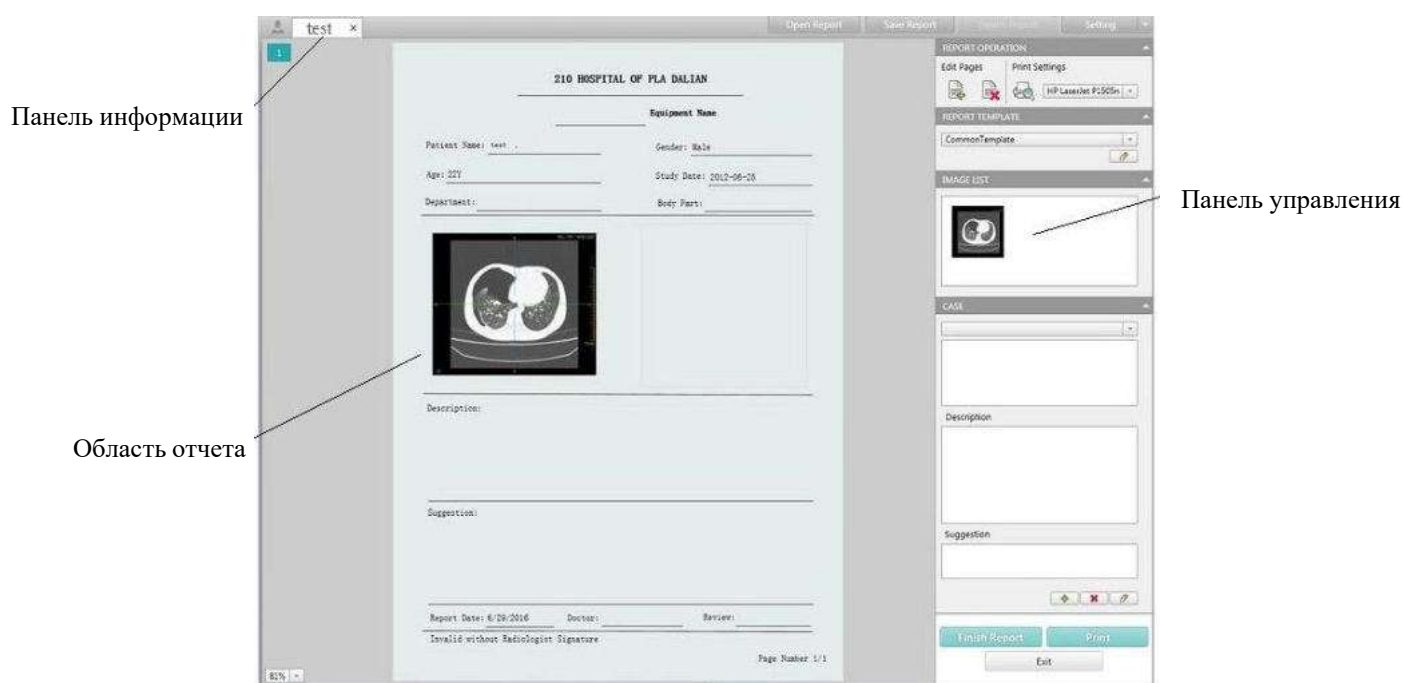 test ×
Open Report Save Report Setting
1
REPORT OPERATION
Edit Pages Print Settings
HP LaserJet P1505n
REPORT TEMPLATE
CommonTemplate
IMAGE LIST
CASE
Description
Suggestion
Finish Report Print
Exit
210 HOSPITAL OF PLA DALIAN
Equipment Name
Patient Name: test Gender: Male
Age: 22Y Study Date: 2012-06-28
Department: Body Part:
Description:
Suggestion:
Report Date: 6/29/2016 Doctor: Review:
Invalid without Radiologist Signature
Page Number 1/1
81%
Панель информации
Область отчета
Панель управления